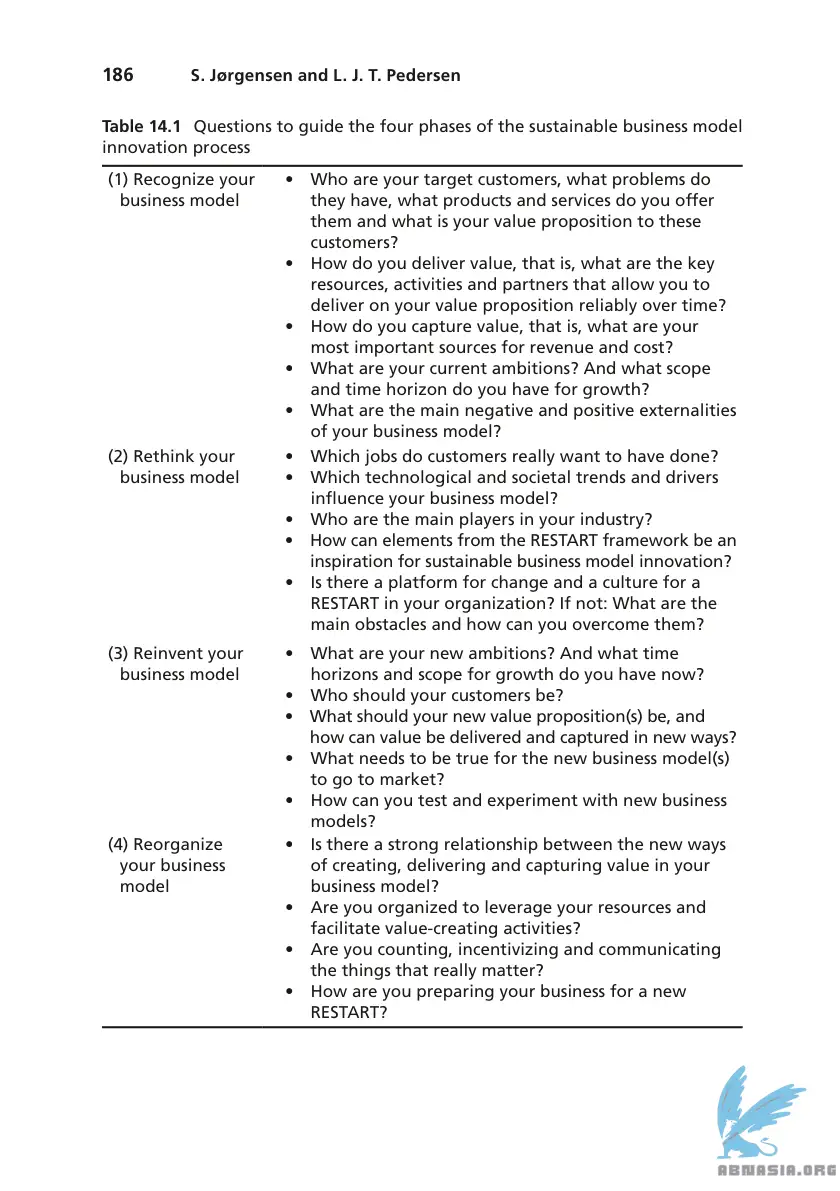 186 S. Jørgensen and L. J. T. Pedersen
Table 14.1 Questions to guide the four phases of the sustainable business model
innovation process
(1) Recognize your
business model
• Who are your target customers, what problems do
they have, what products and services do you offer
them and what is your value proposition to these
customers?
• How do you deliver value, that is, what are the key
resources, activities and partners that allow you to
deliver on your value proposition reliably over time?
• How do you capture value, that is, what are your
most important sources for revenue and cost?
• What are your current ambitions? And what scope
and time horizon do you have for growth?
• What are the main negative and positive externalities
of your business model?
(2) Rethink your
business model
• Which jobs do customers really want to have done?
• Which technological and societal trends and drivers
influence your business model?
• Who are the main players in your industry?
• How can elements from the RESTART framework be an
inspiration for sustainable business model innovation?
• Is there a platform for change and a culture for a
RESTART in your organization? If not: What are the
main obstacles and how can you overcome them?
(3) Reinvent your
business model
• What are your new ambitions? And what time
horizons and scope for growth do you have now?
• Who should your customers be?
• What should your new value proposition(s) be, and
how can value be delivered and captured in new ways?
• What needs to be true for the new business model(s)
to go to market?
• How can you test and experiment with new business
models?
(4) Reorganize
your business
model
• Is there a strong relationship between the new ways
of creating, delivering and capturing value in your
business model?
• Are you organized to leverage your resources and
facilitate value-creating activities?
• Are you counting, incentivizing and communicating
the things that really matter?
• How are you preparing your business for a new
RESTART?
ABNASIA.ORG